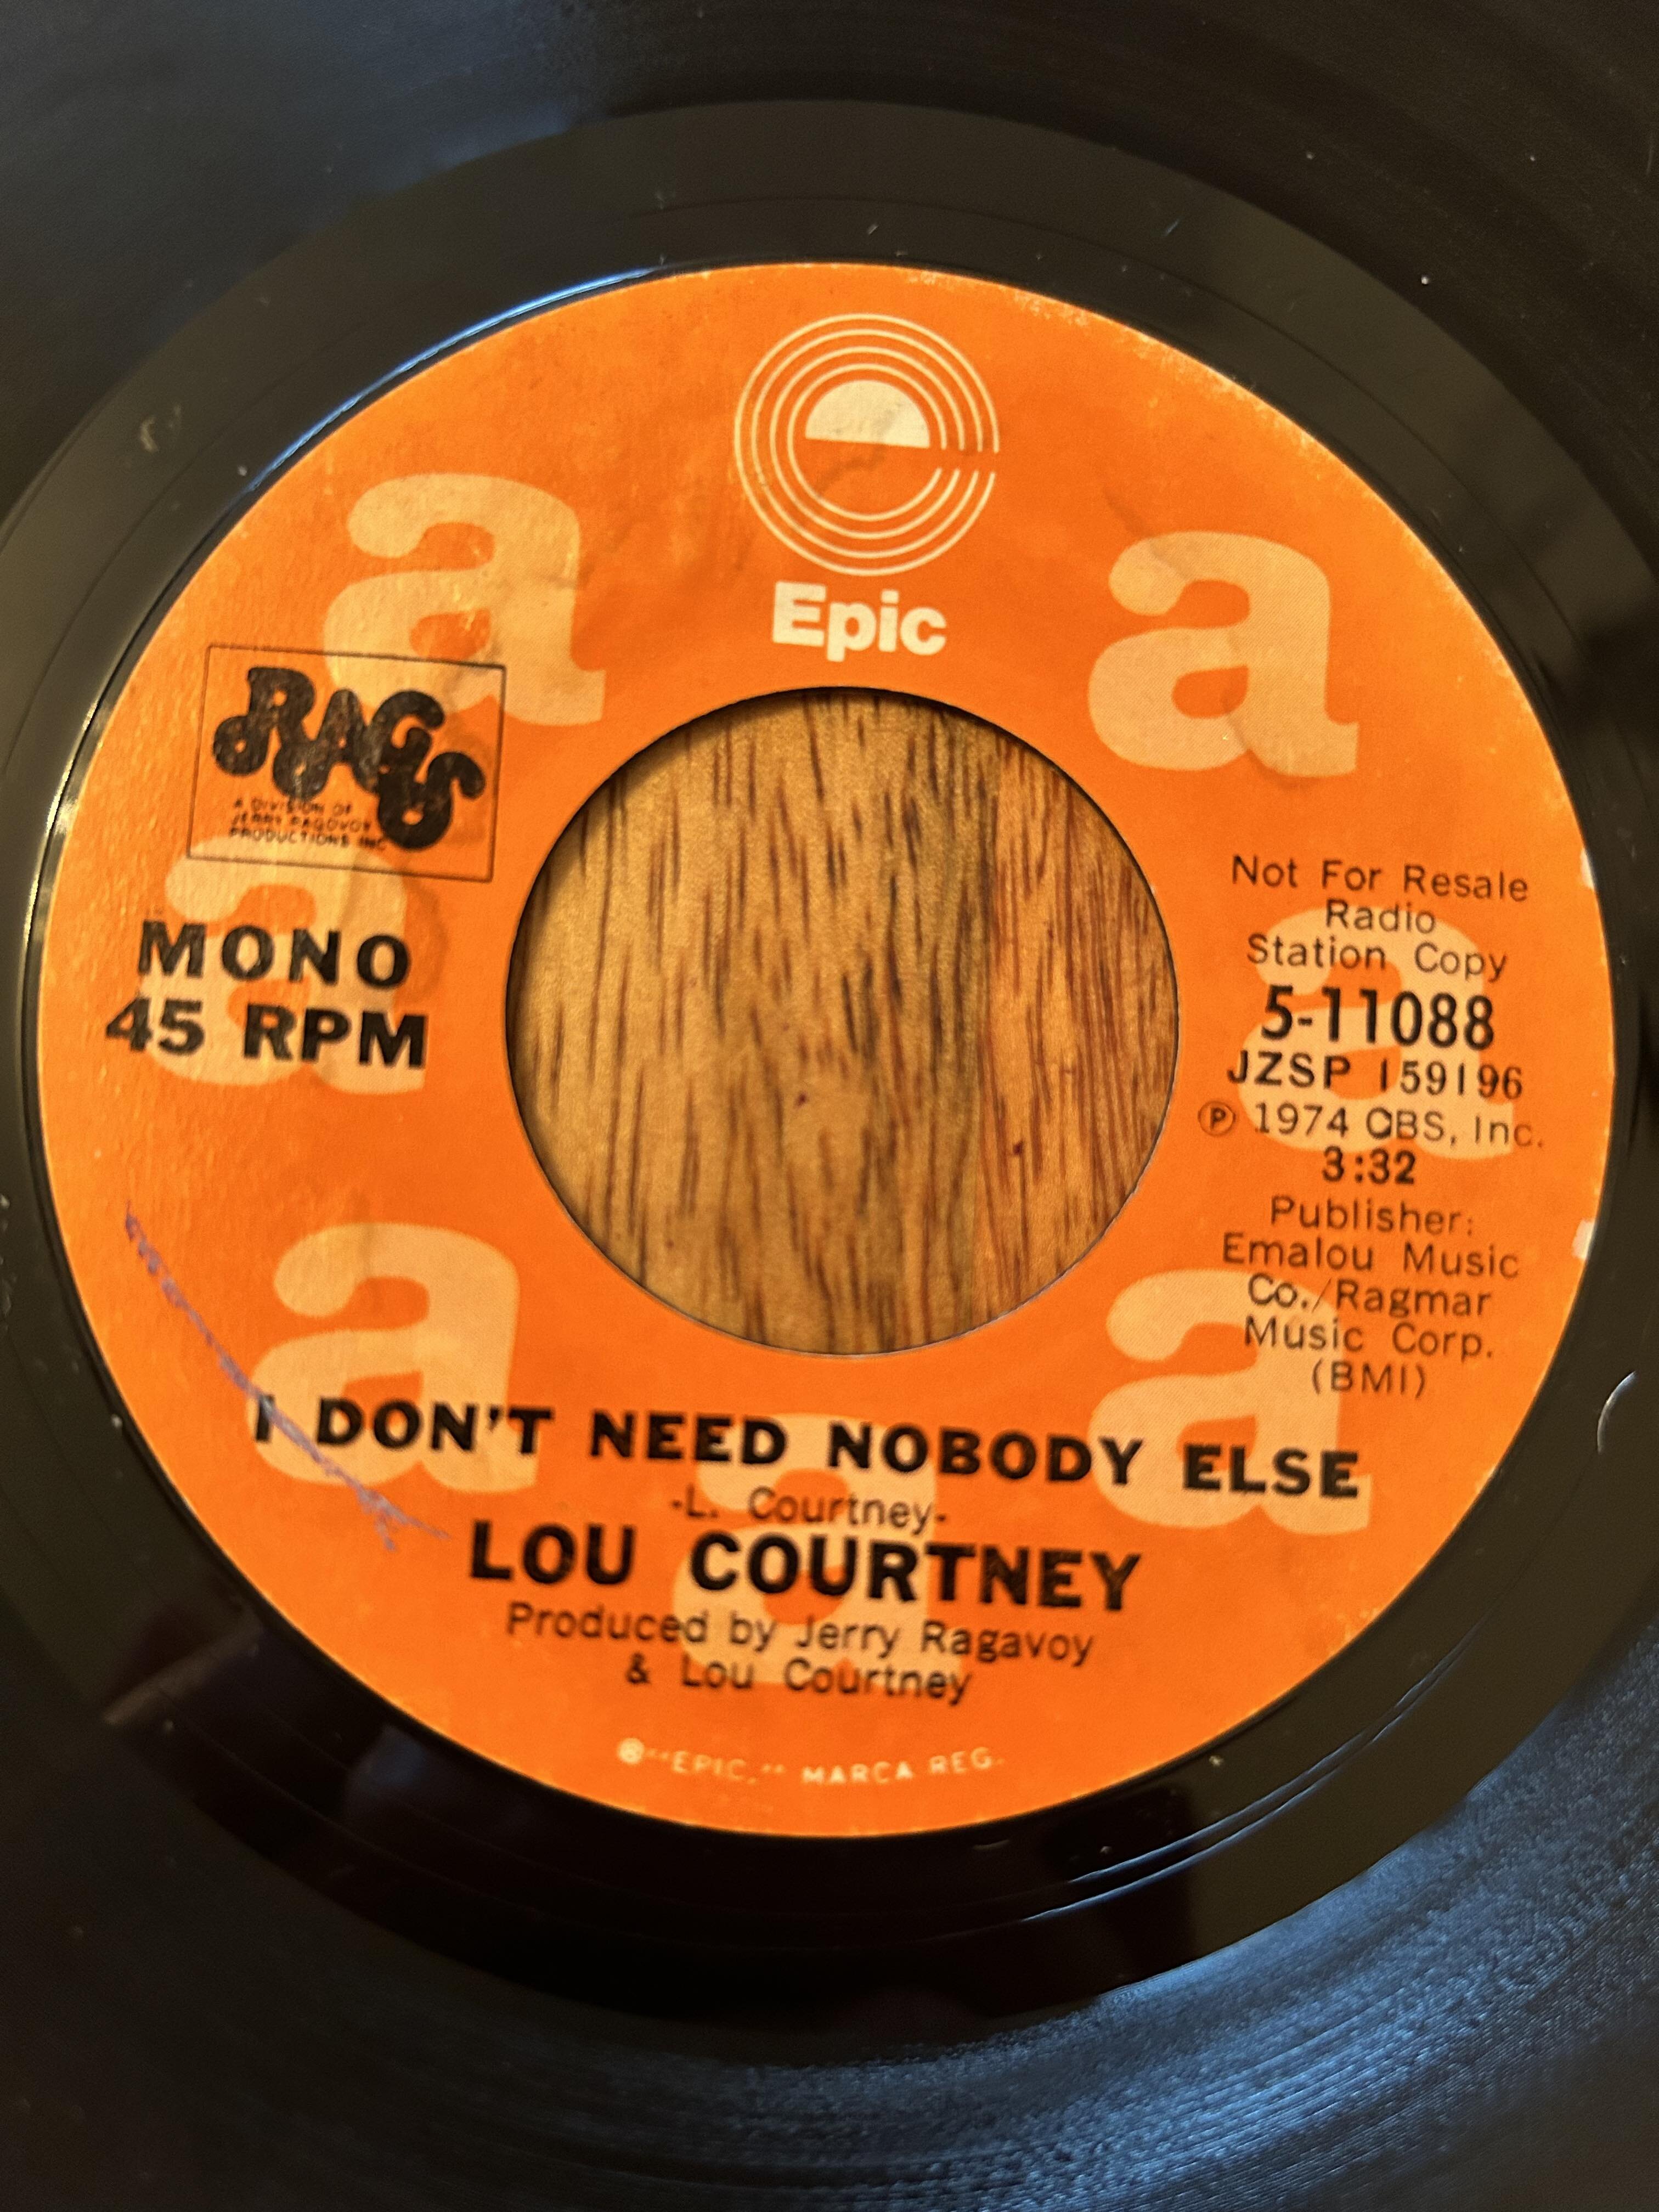 Epic
RAGS
A DIVISION OF
JERRY RAGOVOY
PRODUCTIONS INC
MONO
45 RPM
Not For Resale
Radio
Station Copy
5-11088
JZSP 159196
Ⓟ 1974 CBS, Inc.
3:32
Publisher:
Emalou Music
Co./Ragmar
Music Corp.
(BMI)
a
a
a
a
a
a
a
I DON'T NEED NOBODY ELSE
-L. Courtney-
LOU COURTNEY
Produced by Jerry Ragavoy
& Lou Courtney
® "EPIC," MARCA REG.